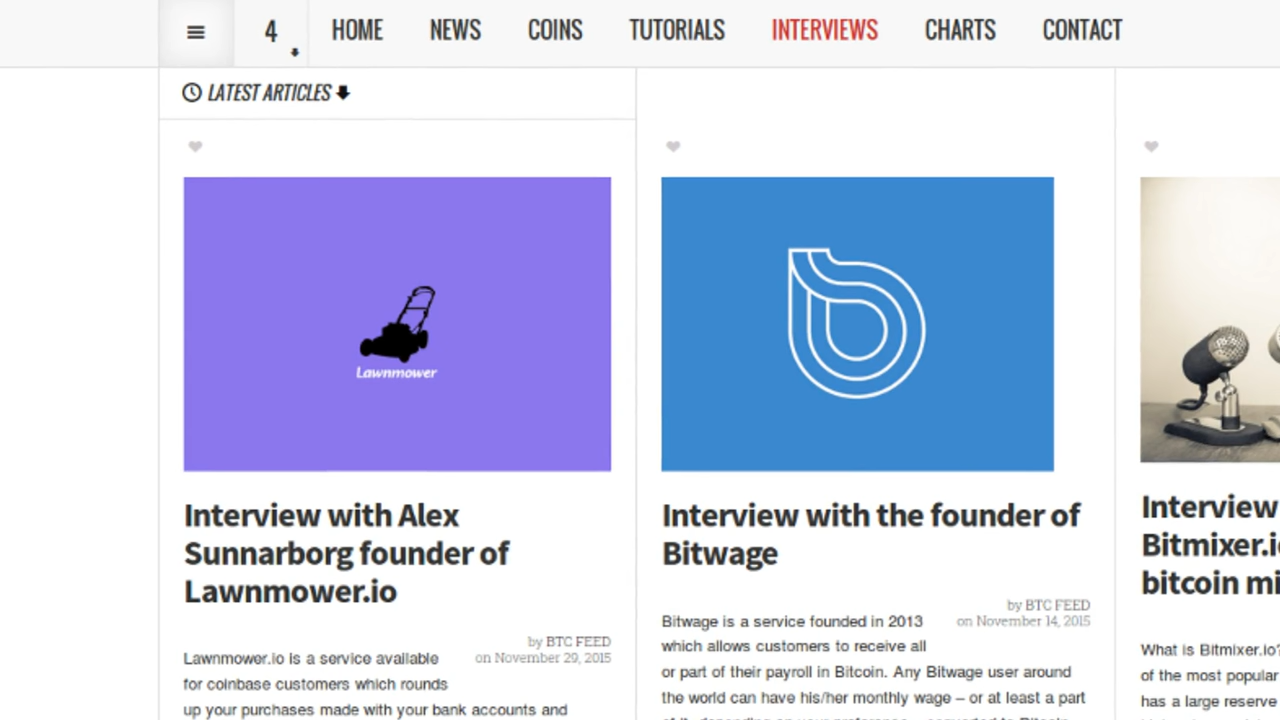 4 HOME NEWS COINS TUTORIALS INTERVIEWS CHARTS CONTACT
LATEST ARTICLES
Lawnmower
Interview with Alex
Sunnarborg founder of
Lawnmower.io
by BTC FEED
on November 29, 2015
Lawnmower.io is a service available
for coinbase customers which rounds
up your purchases made with your bank accounts and
Interview with the founder of
Bitwage
by BTC FEED
on November 14, 2015
Bitwage is a service founded in 2013
which allows customers to receive all
or part of their payroll in Bitcoin. Any Bitwage user around
the world can have his/her monthly wage – or at least a part
Interview
Bitmixer.i
bitcoin mi
What is Bitmixer.io?
of the most popular
has a large reserve